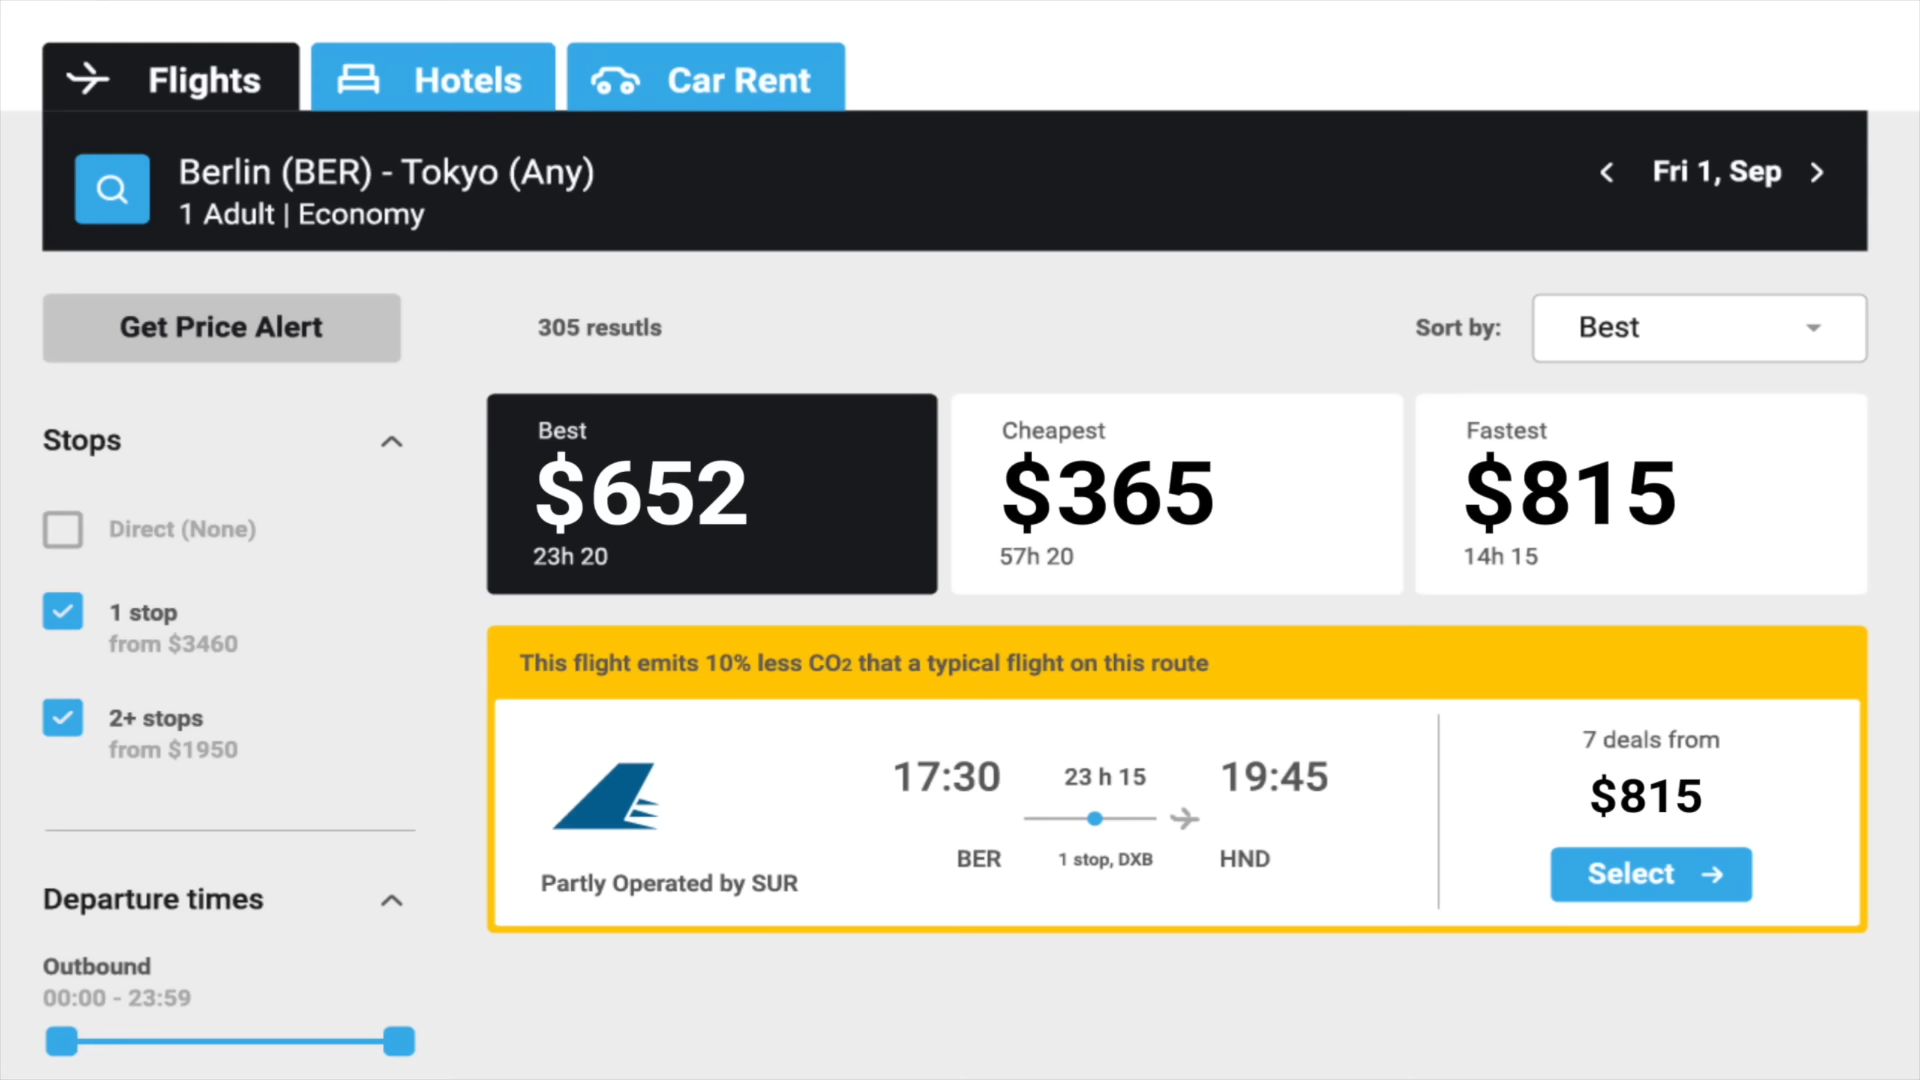 Flights
Hotels
Car Rent
Berlin (BER) - Tokyo (Any)
1 Adult | Economy
Fri 1, Sep
Get Price Alert
305 resutls
Sort by:
Best
Stops
Direct (None)
1 stop
from $3460
2+ stops
from $1950
Departure times
Outbound
00:00 - 23:59
Best
$652
23h 20
Cheapest
$365
57h 20
Fastest
$815
14h 15
This flight emits 10% less CO2 that a typical flight on this route
Partly Operated by SUR
17:30
23 h 15
19:45
BER
1 stop, DXB
HND
7 deals from
$815
Select